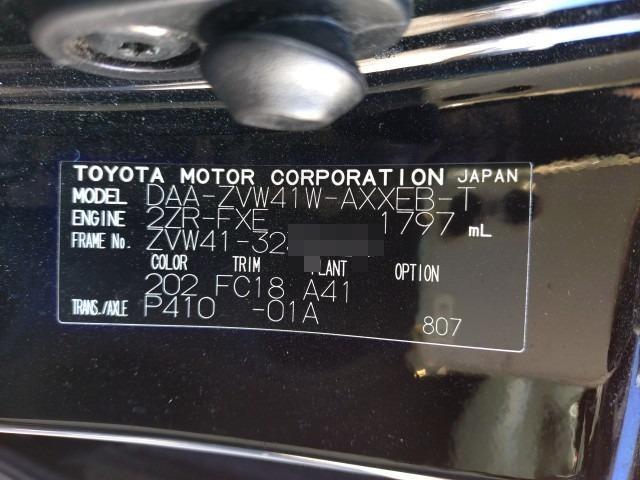 TOYOTA MOTOR CORPORATION JAPAN
MODEL DAA-ZVW41W-AXXEB-T
ENGINE 2ZR-FXE 1797 mL
FRAME No. ZVW41-32
COLOR TRIM PLANT OPTION
202 FC18 A41
TRANS./AXLE P410 -01A
807